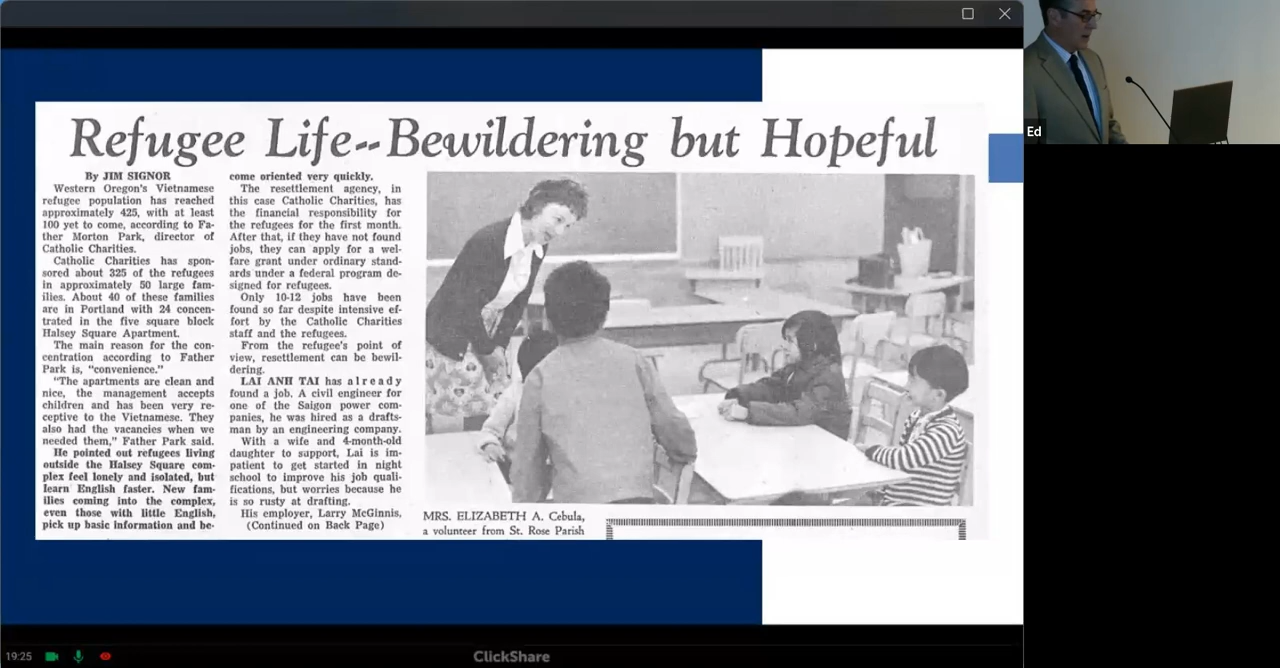 Refugee Life--Bewildering but Hopeful
By JIM SIGNOR
Western Oregon's Vietnamese
refugee population has reached
approximately 425, with at least
100 yet to come, according to Fa-
ther Morton Park, director of
Catholic Charities.
Catholic Charities has spon-
sored about 325 of the refugees
in approximately 50 large fam-
ilies. About 40 of these families
are in Portland with 24 concen-
trated in the five square block
Halsey Square Apartment.
The main reason for the con-
centration according to Father
Park is, "convenience."
"The apartments are clean and
nice, the management accepts
children and has been very re-
ceptive to the Vietnamese. They
also had the vacancies when we
needed them," Father Park said.
He pointed out refugees living
outside the Halsey Square com-
plex feel lonely and isolated, but
learn English faster. New fam-
ilies coming into the complex,
even those with little English,
pick up basic information and be-
come oriented very quickly.
The resettlement agency, in
this case Catholic Charities, has
the financial responsibility for
the refugees for the first month.
After that, if they have not found
jobs, they can apply for a wel-
fare grant under ordinary stand-
ards under a federal program de-
signed for refugees.
Only 10-12 jobs have been
found so far despite intensive ef-
fort by the Catholic Charities
staff and the refugees.
From the refugee's point of
view, resettlement can be bewil-
dering.
LAI ANH TAI has already
found a job. A civil engineer for
one of the Saigon power com-
panies, he was hired as a drafts-
man by an engineering company.
With a wife and 4-month-old
daughter to support, Lai is im-
patient to get started in night
school to improve his job quali-
fications, but worries because he
is so rusty at drafting.
His employer, Larry McGinnis,
(Continued on Back Page)
MRS. ELIZABETH A. Cebula,
a volunteer from St. Rose Parish
Ed
19:25
ClickShare